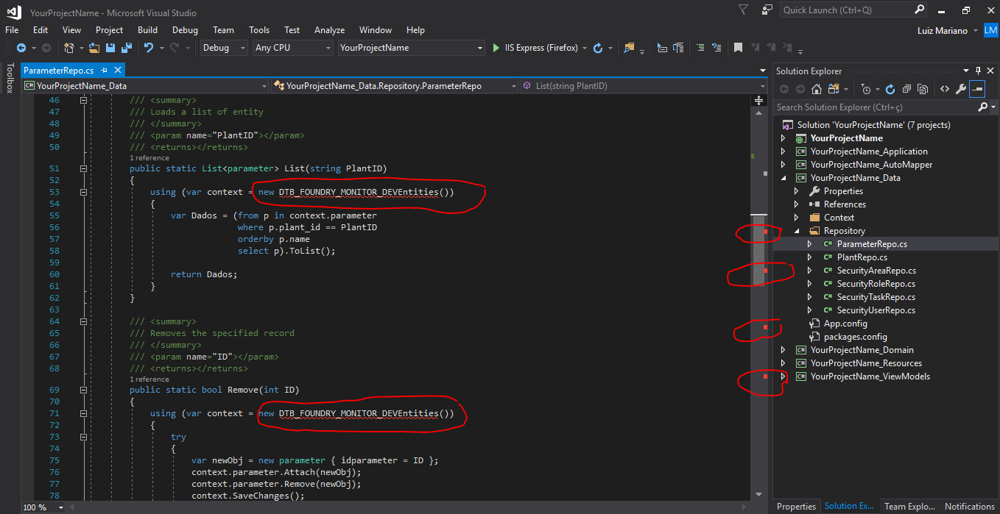 YourProjectName - Microsoft Visual Studio
Quick Launch (Ctrl+Q)
File Edit View Project Build Debug Team Tools Test Analyze Window Help
Luiz Mariano LM
Debug Any CPU YourProjectName IIS Express (Firefox)
Toolbox
ParameterRepo.cs
YourProjectName_Data YourProjectName_Data.Repository.ParameterRepo List(string PlantID)
46 /// <summary>
47 /// Loads a list of entity
48 /// </summary>
49 /// <param name="PlantID"></param>
50 /// <returns></returns>
1 reference
51 public static List<parameter> List(string PlantID)
52 {
53 using (var context = new DTB_FOUNDRY_MONITOR_DEVEntities())
54 {
55 var Dados = (from p in context.parameter
56 where p.plant_id == PlantID
57 orderby p.name
58 select p).ToList();
59
60 return Dados;
61 }
62 }
63
64 /// <summary>
65 /// Removes the specified record
66 /// </summary>
67 /// <param name="ID"></param>
68 /// <returns></returns>
1 reference
69 public static bool Remove(int ID)
70 {
71 using (var context = new DTB_FOUNDRY_MONITOR_DEVEntities())
72 {
73 try
74 {
75 var newObj = new parameter { idparameter = ID };
76 context.parameter.Attach(newObj);
77 context.parameter.Remove(newObj);
78 context.SaveChanges();
100 %
Solution Explorer
Search Solution Explorer (Ctrl+ç)
Solution 'YourProjectName' (7 projects)
YourProjectName
C# YourProjectName_Application
C# YourProjectName_AutoMapper
C# YourProjectName_Data
Properties
References
Context
Repository
C# ParameterRepo.cs
C# PlantRepo.cs
C# SecurityAreaRepo.cs
C# SecurityRoleRepo.cs
C# SecurityTaskRepo.cs
C# SecurityUserRepo.cs
App.config
packages.config
C# YourProjectName_Domain
C# YourProjectName_Resources
C# YourProjectName_ViewModels
Properties Solution Ex... Team Explo... Notifications